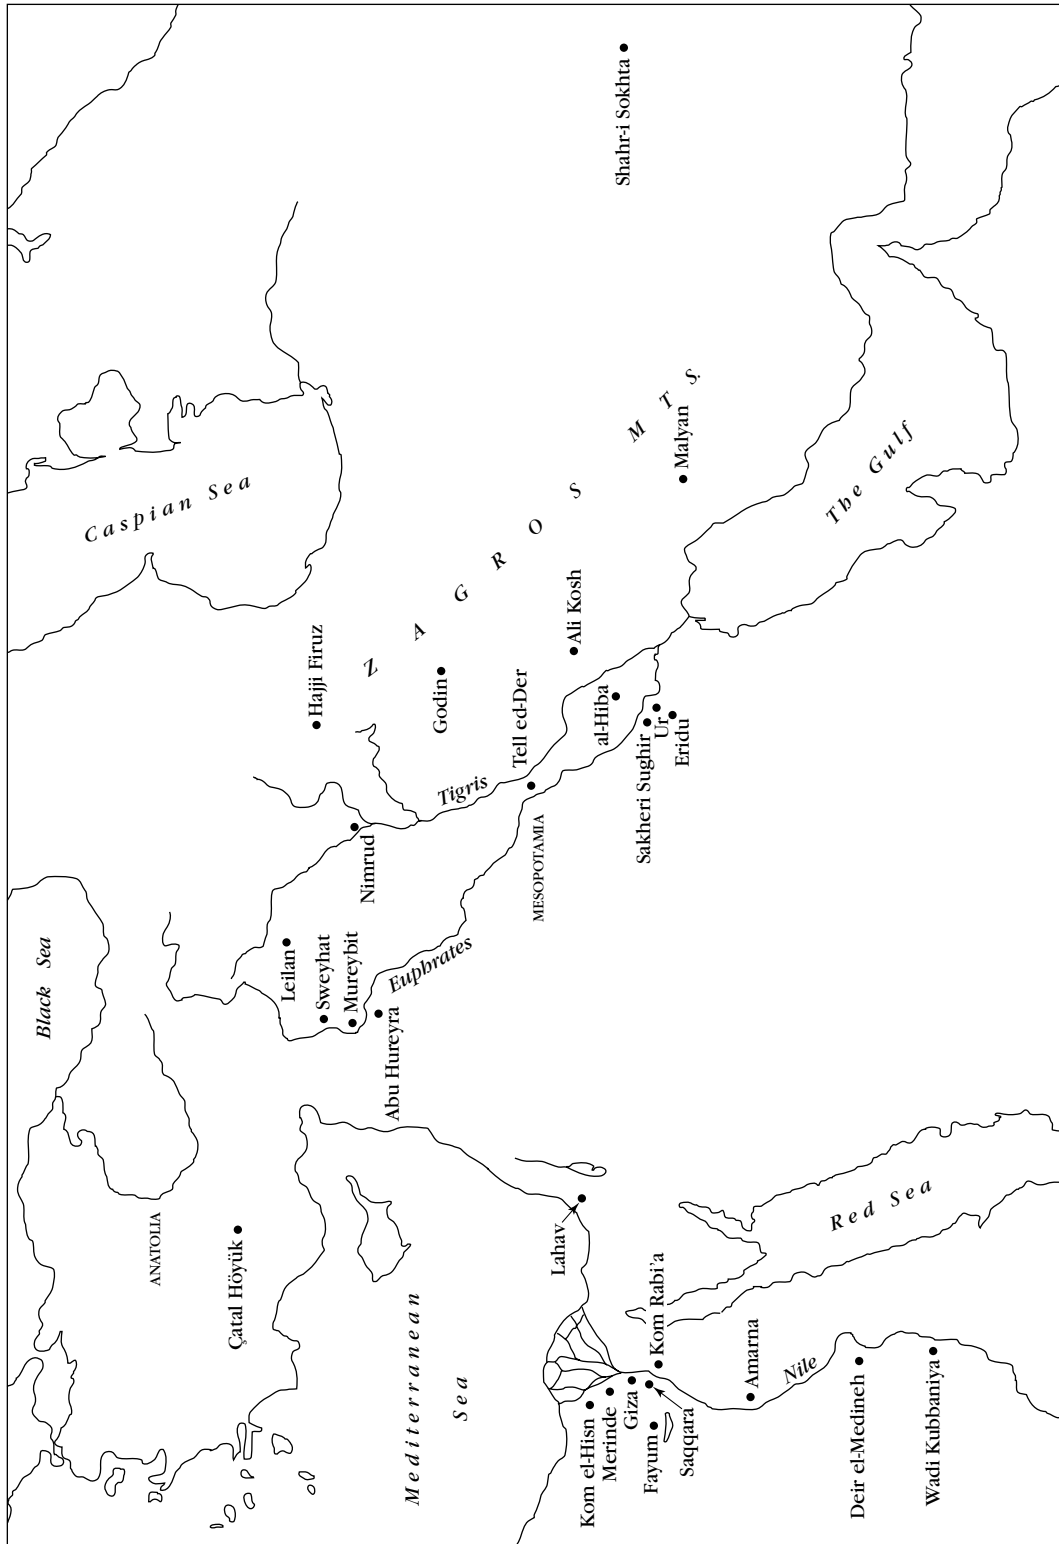 Black Sea
Caspian Sea
ANATOLIA
Çatal Höyük
Leilan
Sweyhat
Mureybit
Abu Hureyra
Nimrud
Hajji Firuz
ZAGROS MTS.
Godin
Tigris
Euphrates
Tell ed-Der
MESOPOTAMIA
Ali Kosh
al-Hiba
Sakheri Sughir
Ur
Eridu
Malyan
Shahr-i Sokhta
The Gulf
Mediterranean
Sea
Lahav
Kom el-Hisn
Merinde
Giza
Fayum
Saqqara
Kom Rabi’a
Amarna
Nile
Deir el-Medineh
Wadi Kubbaniya
Red Sea